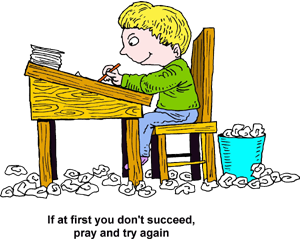 If at first you don't succeed,
pray and try again